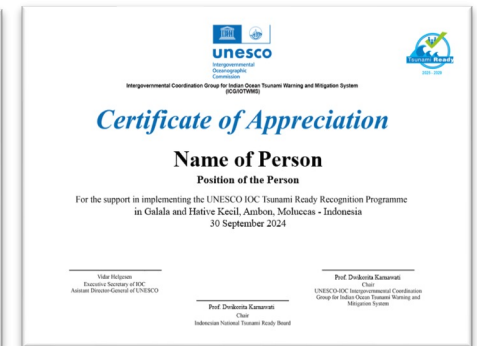 unesco
Intergovernmental
Oceanographic
Commission
Tsunami Ready
Intergovernmental Coordination Group for Indian Ocean Tsunami Warning and Mitigation System
(ICG/IOTWMS)
Certificate of Appreciation
Name of Person
Position of the Person
For the support in implementing the UNESCO IOC Tsunami Ready Recognition Programme
in Galala and Hative Kecil, Ambon, Moluccas - Indonesia
30 September 2024
Vidar Helgesen
Executive Secretary of IOC
Asistant Director-General of UNESCO
Prof. Dwikorita Karnawati
Chair
Indonesian National Tsunami Ready Board
Prof. Dwikorita Karnawati
Chair
UNESCO-IOC Intergovernmental Coordination
Group for Indian Ocean Tsunami Warning and
Mitigation System